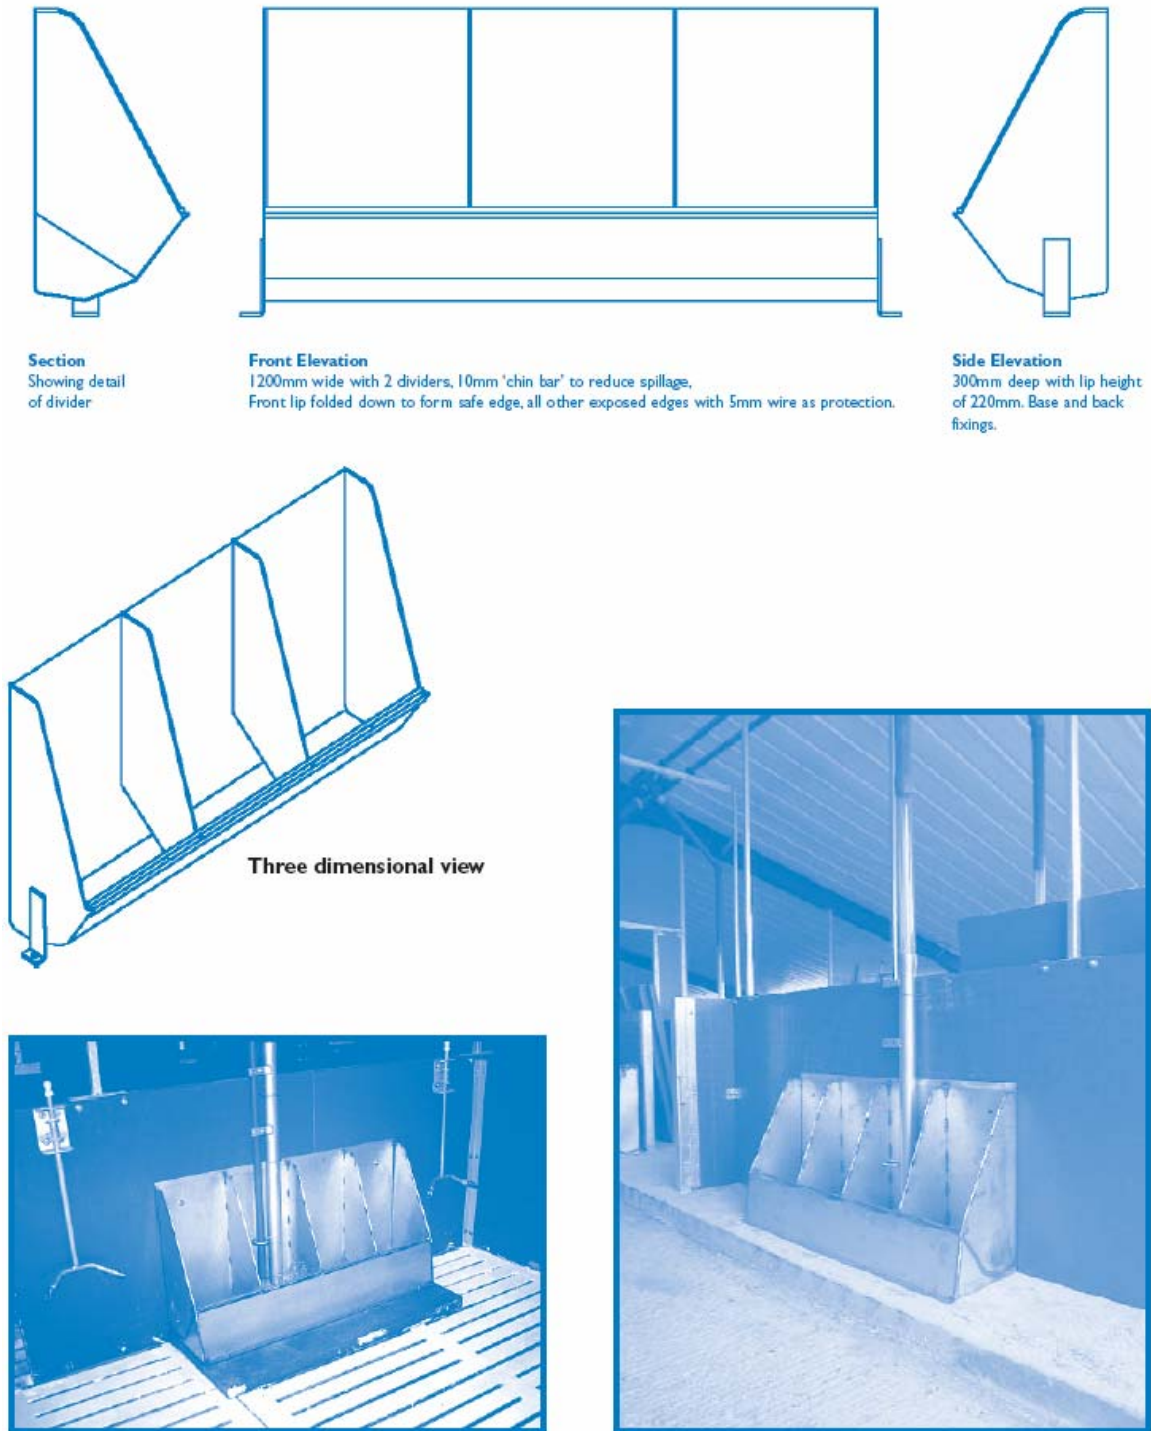 Section
Showing detail
of divider
Front Elevation
1200mm wide with 2 dividers, 10mm 'chin bar' to reduce spillage,
Front lip folded down to form safe edge, all other exposed edges with 5mm wire as protection.
Side Elevation
300mm deep with lip height
of 220mm. Base and back
fixings.
Three dimensional view